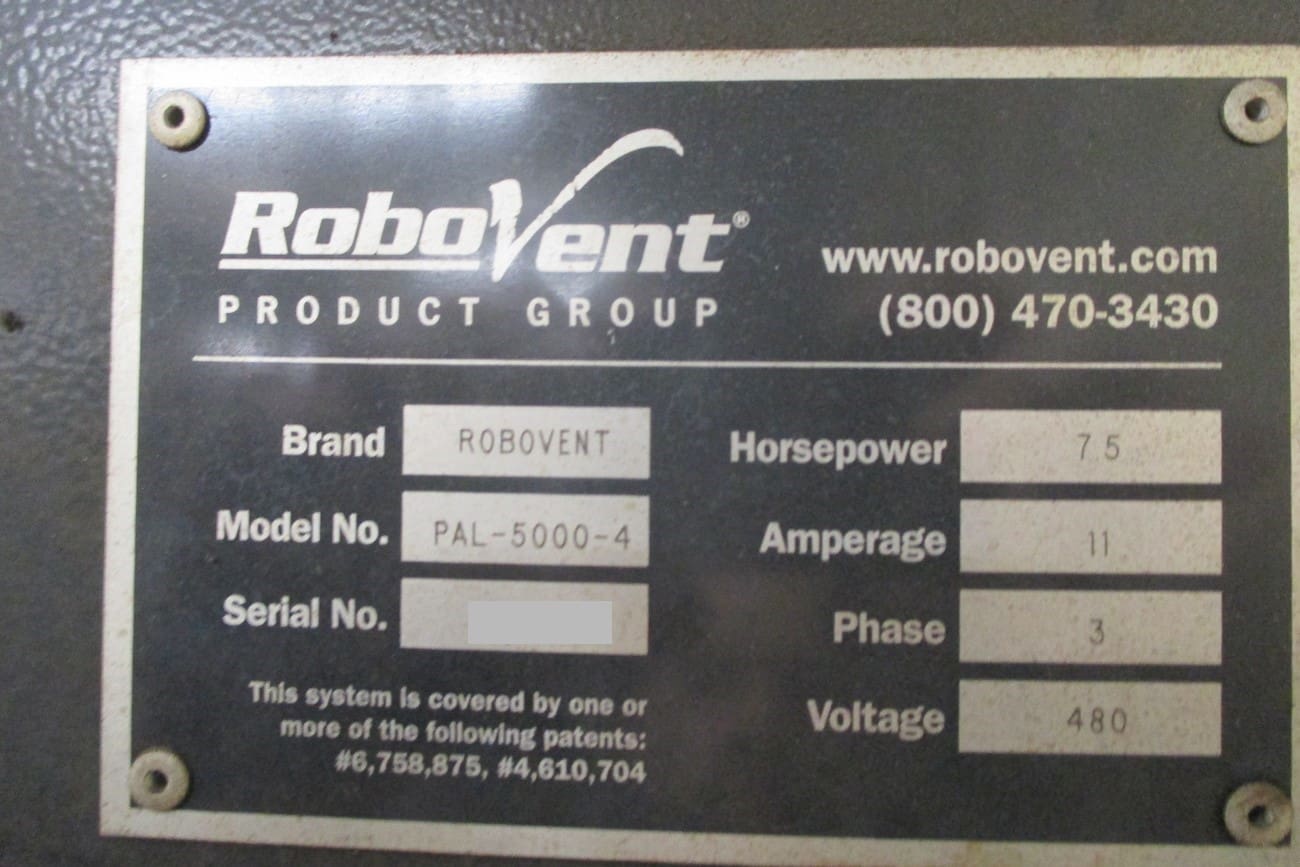 RoboVent®
PRODUCT GROUP
www.robovent.com
(800) 470-3430
Brand ROBOVENT
Model No. PAL-5000-4
Serial No.
This system is covered by one or
more of the following patents:
#6,758,875, #4,610,704
Horsepower 7.5
Amperage 11
Phase 3
Voltage 480